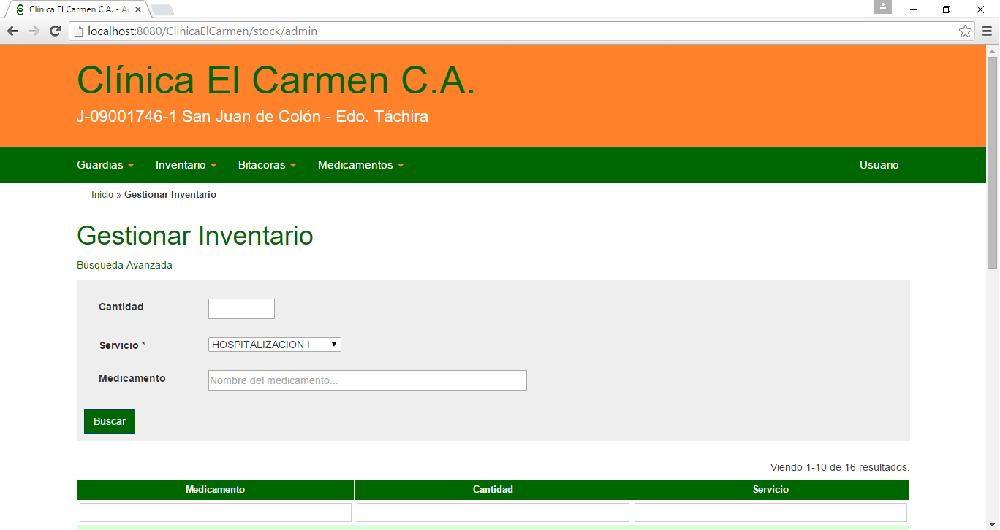 Clínica El Carmen C.A. - Ad
localhost:8080/ClinicaElCarmen/stock/admin
Clínica El Carmen C.A.
J-09001746-1 San Juan de Colón - Edo. Táchira
Guardias Inventario Bitacoras Medicamentos Usuario
Inicio » Gestionar Inventario
Gestionar Inventario
Búsqueda Avanzada
Cantidad
Servicio * HOSPITALIZACION I
Medicamento Nombre del medicamento...
Buscar
Viendo 1-10 de 16 resultados.
Medicamento Cantidad Servicio